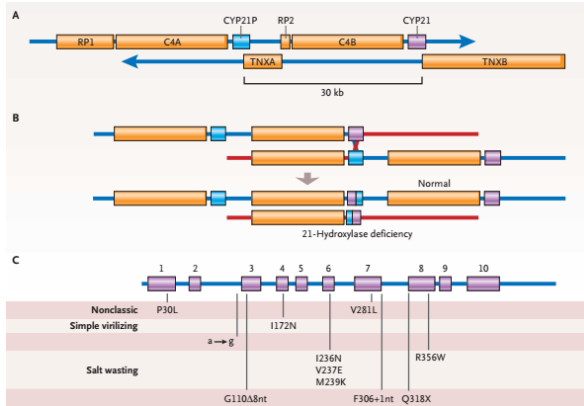 A
CYP21P RP2 CYP21
RP1 C4A C4B
TNXA TNXB
30 kb
B
Normal
21-Hydroxylase deficiency
C
1 2 3 4 5 6 7 8 9 10
Nonclassic P30L V281L
Simple virilizing I172N
a→g
I236N R356W
V237E
Salt wasting
M239K
G110Δ8nt F306+1nt Q318X